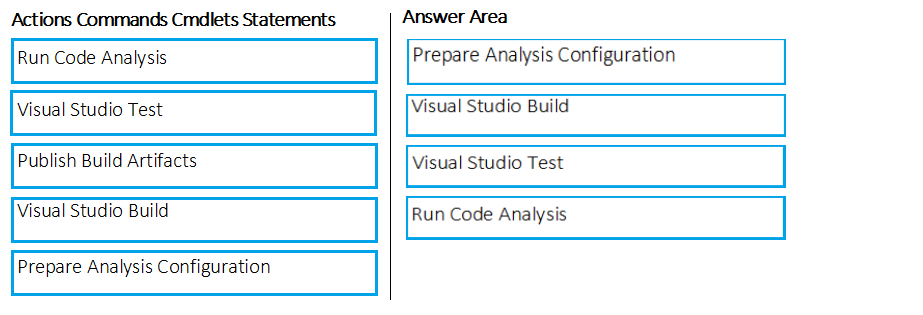 Actions Commands Cmdlets Statements
Run Code Analysis
Visual Studio Test
Publish Build Artifacts
Visual Studio Build
Prepare Analysis Configuration
Answer Area
Prepare Analysis Configuration
Visual Studio Build
Visual Studio Test
Run Code Analysis